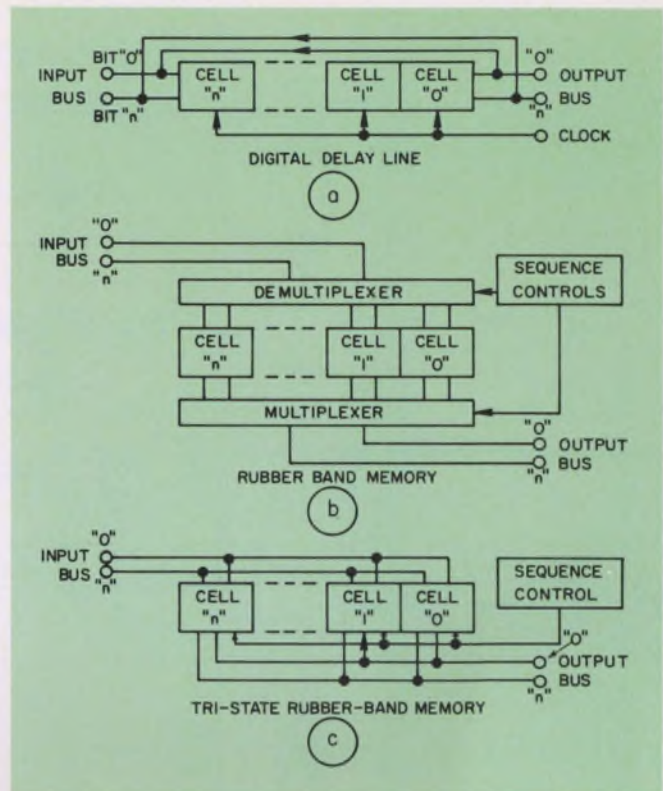 BIT "O"
INPUT
BUS
BIT "n"
CELL "n"
CELL "I"
CELL "O"
"O"
OUTPUT
BUS
"n"
CLOCK
DIGITAL DELAY LINE
a
"O"
INPUT
BUS
"n"
DEMULTIPLEXER
SEQUENCE
CONTROLS
CELL "n"
CELL "I"
CELL "O"
MULTIPLEXER
"O"
OUTPUT
BUS
"n"
RUBBER BAND MEMORY
b
"O"
INPUT
BUS
"n"
CELL "n"
CELL "I"
CELL "O"
SEQUENCE
CONTROL
"O"
OUTPUT
BUS
"n"
TRI-STATE RUBBER-BAND MEMORY
c